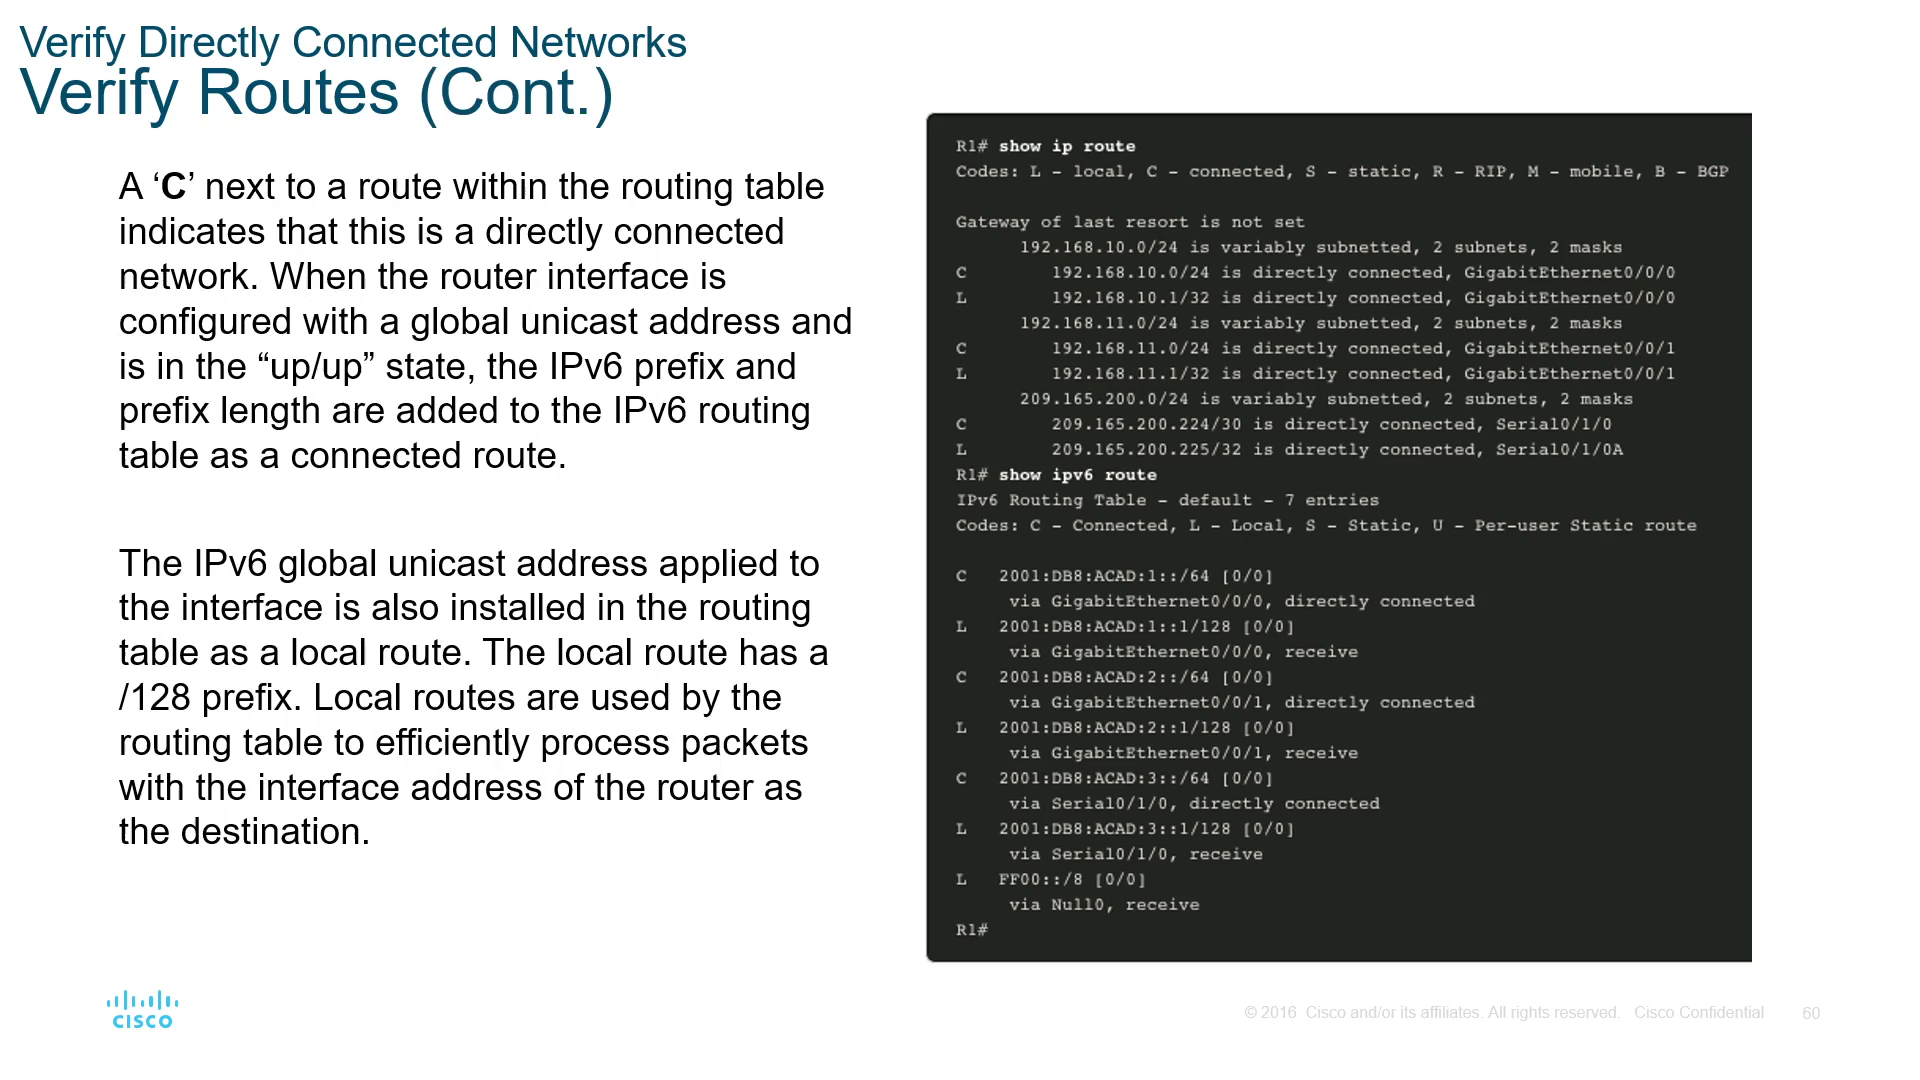 Verify Directly Connected Networks
Verify Routes (Cont.)
A ‘C’ next to a route within the routing table
indicates that this is a directly connected
network. When the router interface is
configured with a global unicast address and
is in the “up/up” state, the IPv6 prefix and
prefix length are added to the IPv6 routing
table as a connected route.
The IPv6 global unicast address applied to
the interface is also installed in the routing
table as a local route. The local route has a
/128 prefix. Local routes are used by the
routing table to efficiently process packets
with the interface address of the router as
the destination.
R1# show ip route
Codes: L - local, C - connected, S - static, R - RIP, M - mobile, B - BGP
Gateway of last resort is not set
192.168.10.0/24 is variably subnetted, 2 subnets, 2 masks
C 192.168.10.0/24 is directly connected, GigabitEthernet0/0/0
L 192.168.10.1/32 is directly connected, GigabitEthernet0/0/0
192.168.11.0/24 is variably subnetted, 2 subnets, 2 masks
C 192.168.11.0/24 is directly connected, GigabitEthernet0/0/1
L 192.168.11.1/32 is directly connected, GigabitEthernet0/0/1
209.165.200.0/24 is variably subnetted, 2 subnets, 2 masks
C 209.165.200.224/30 is directly connected, Serial0/1/0
L 209.165.200.225/32 is directly connected, Serial0/1/0A
R1# show ipv6 route
IPv6 Routing Table - default - 7 entries
Codes: C - Connected, L - Local, S - Static, U - Per-user Static route
C 2001:DB8:ACAD:1::/64 [0/0]
via GigabitEthernet0/0/0, directly connected
L 2001:DB8:ACAD:1::1/128 [0/0]
via GigabitEthernet0/0/0, receive
C 2001:DB8:ACAD:2::/64 [0/0]
via GigabitEthernet0/0/1, directly connected
L 2001:DB8:ACAD:2::1/128 [0/0]
via GigabitEthernet0/0/1, receive
C 2001:DB8:ACAD:3::/64 [0/0]
via Serial0/1/0, directly connected
L 2001:DB8:ACAD:3::1/128 [0/0]
via Serial0/1/0, receive
L FF00::/8 [0/0]
via Null0, receive
R1#
CISCO
© 2016 Cisco and/or its affiliates. All rights reserved. Cisco Confidential 60